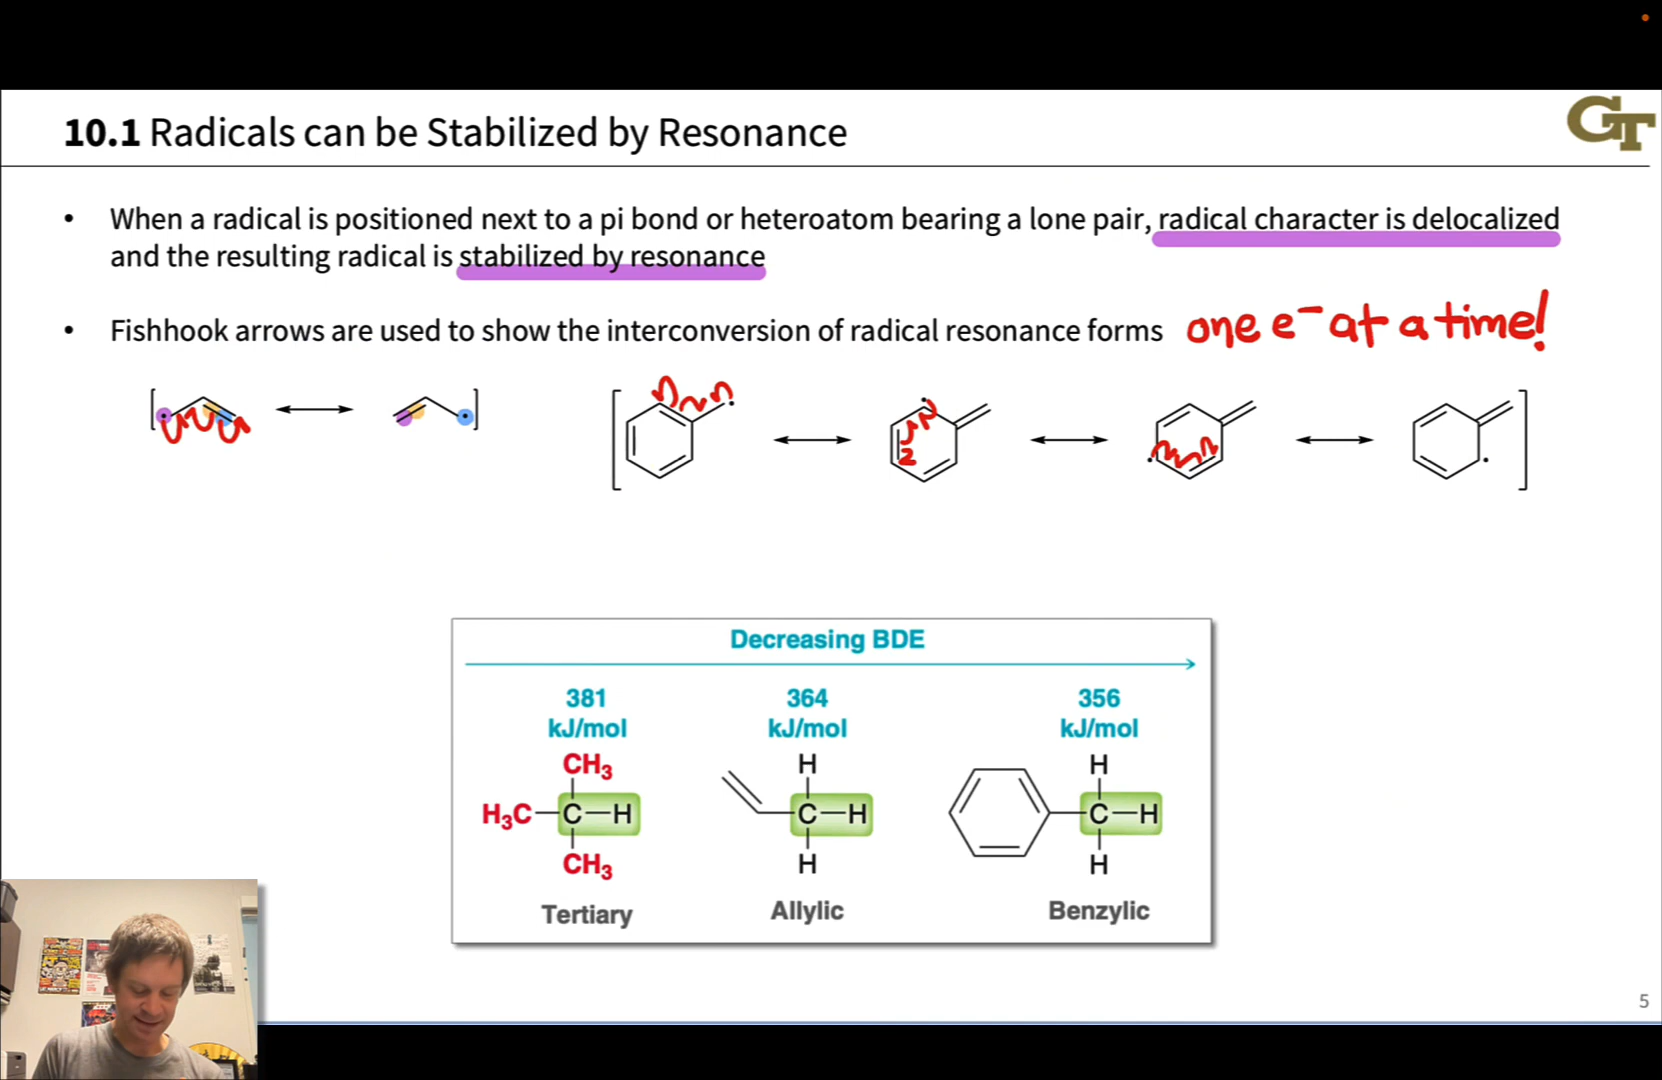 10.1 Radicals can be Stabilized by Resonance
GT
• When a radical is positioned next to a pi bond or heteroatom bearing a lone pair, radical character is delocalized
and the resulting radical is stabilized by resonance
• Fishhook arrows are used to show the interconversion of radical resonance forms one e⁻ at a time!
Decreasing BDE
381 364 356
kJ/mol kJ/mol kJ/mol
CH₃ H H
H₃C—C—H C—H C—H
CH₃ H H
Tertiary Allylic Benzylic
5